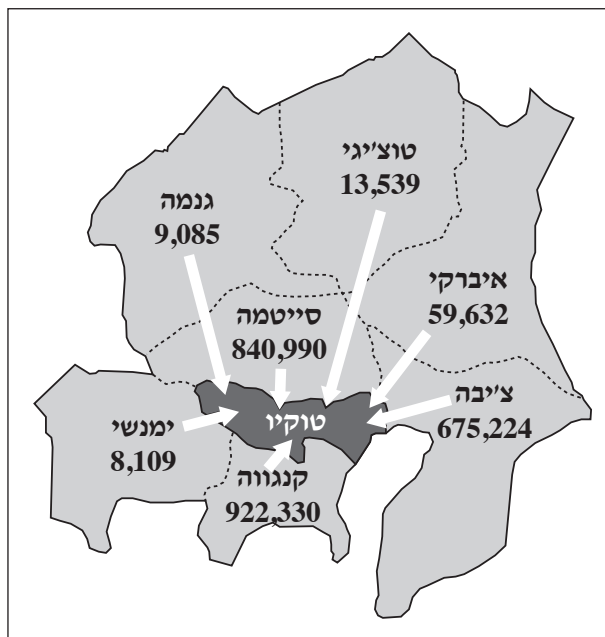 טוצ'יגי
13,539
גנמה
9,085
איברקי
59,632
סייטמה
840,990
צ'יבה
675,224
טוקיו
ימנשי
8,109
קנגווה
922,330